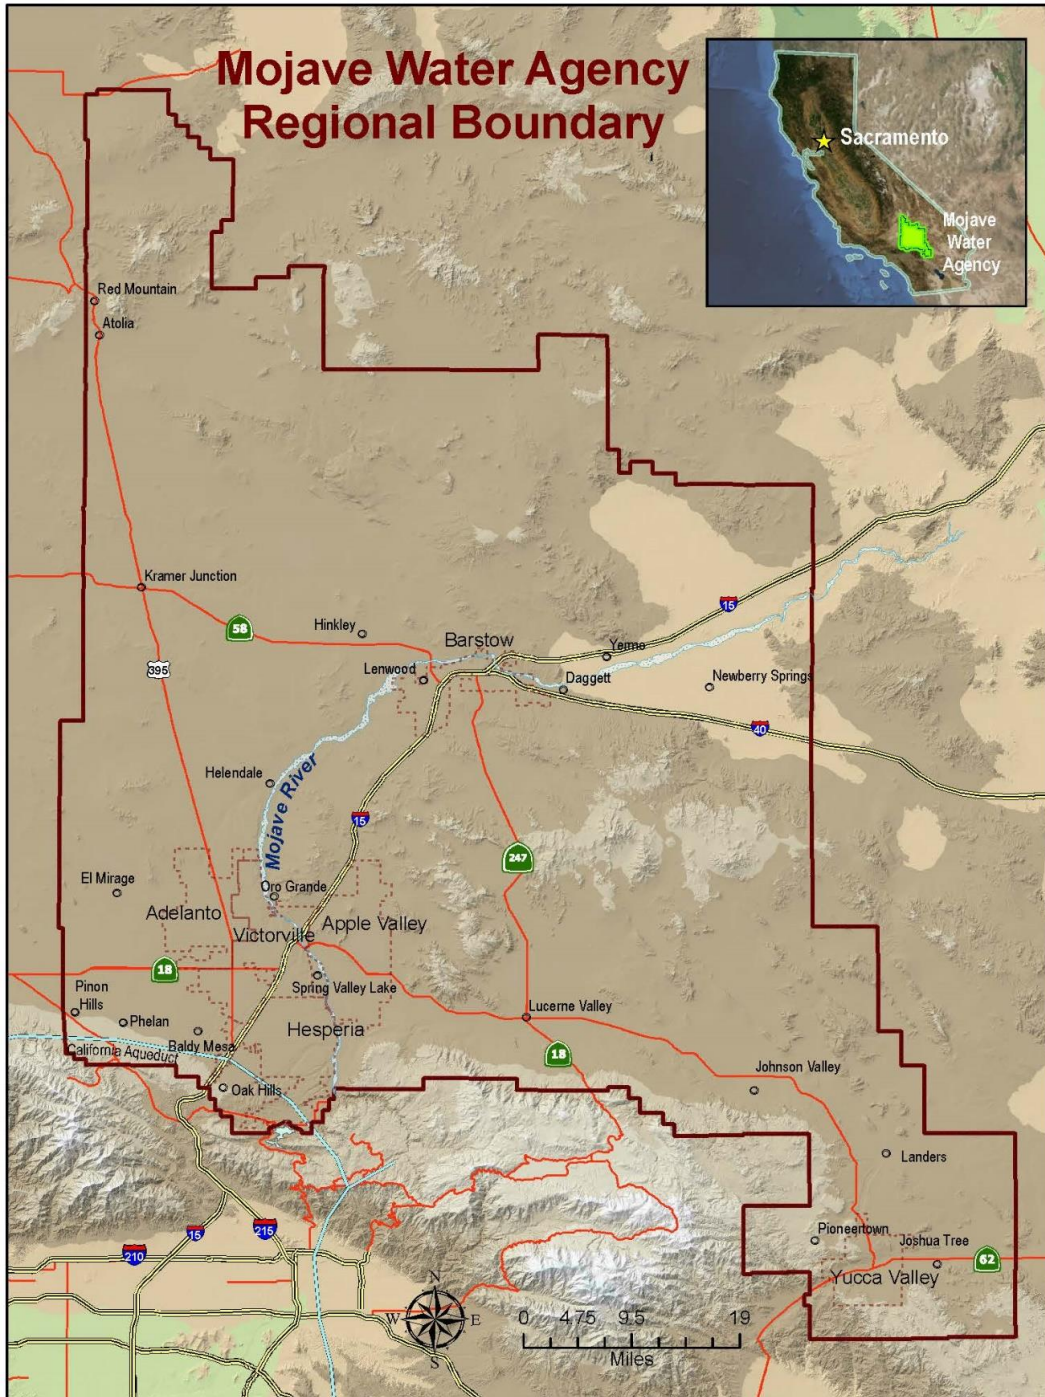 Mojave Water Agency
Regional Boundary
Sacramento
Mojave
Water
Agency
Red Mountain
Atolia
Kramer Junction
58
Hinkley
Barstow
15
Yermo
395
Lenwood
Daggett
Newberry Springs
40
Helendale
Mojave River
15
247
El Mirage
Oro Grande
Adelanto
Apple Valley
Victorville
18
Spring Valley Lake
Pinon
Hills
Phelan
Hesperia
Lucerne Valley
Baldy Mesa
California Aqueduct
18
Oak Hills
Johnson Valley
Landers
15
215
210
Pioneertown
Joshua Tree
62
Yucca Valley
N
W
E
S
0 4.75 9.5 19
Miles